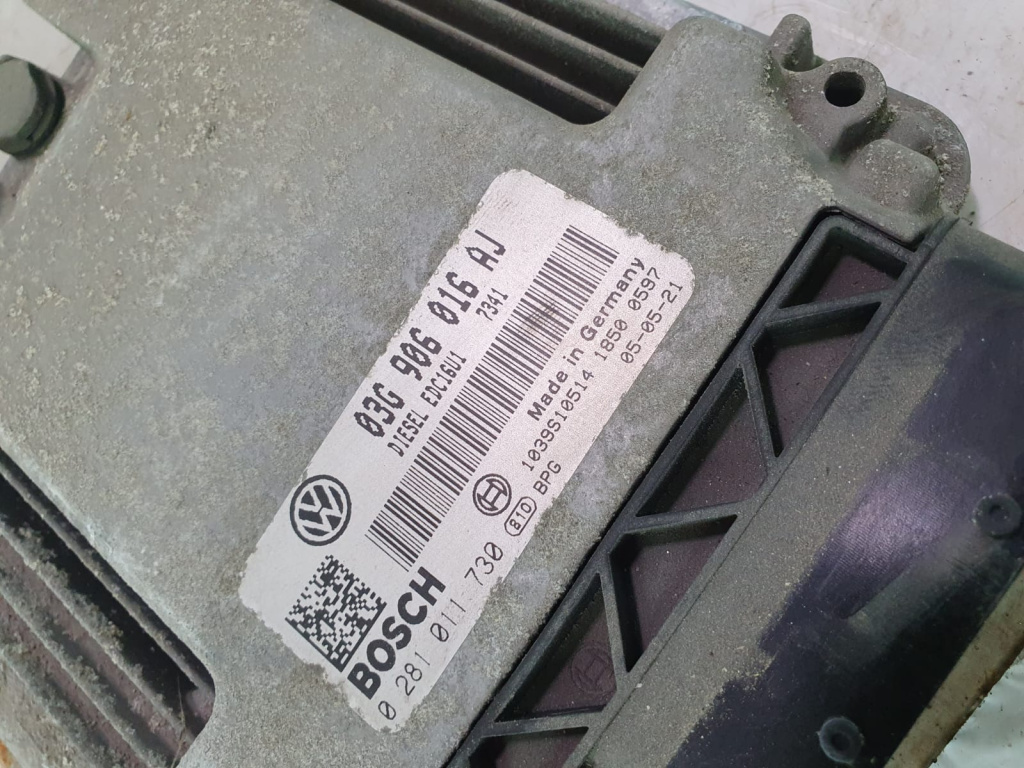 03G 906 016 AJ
DIESEL EDC16U1 7341
Made in Germany
1039S10514 1850 0597
810 BPG 05-05-21
BOSCH
0 281 011 730